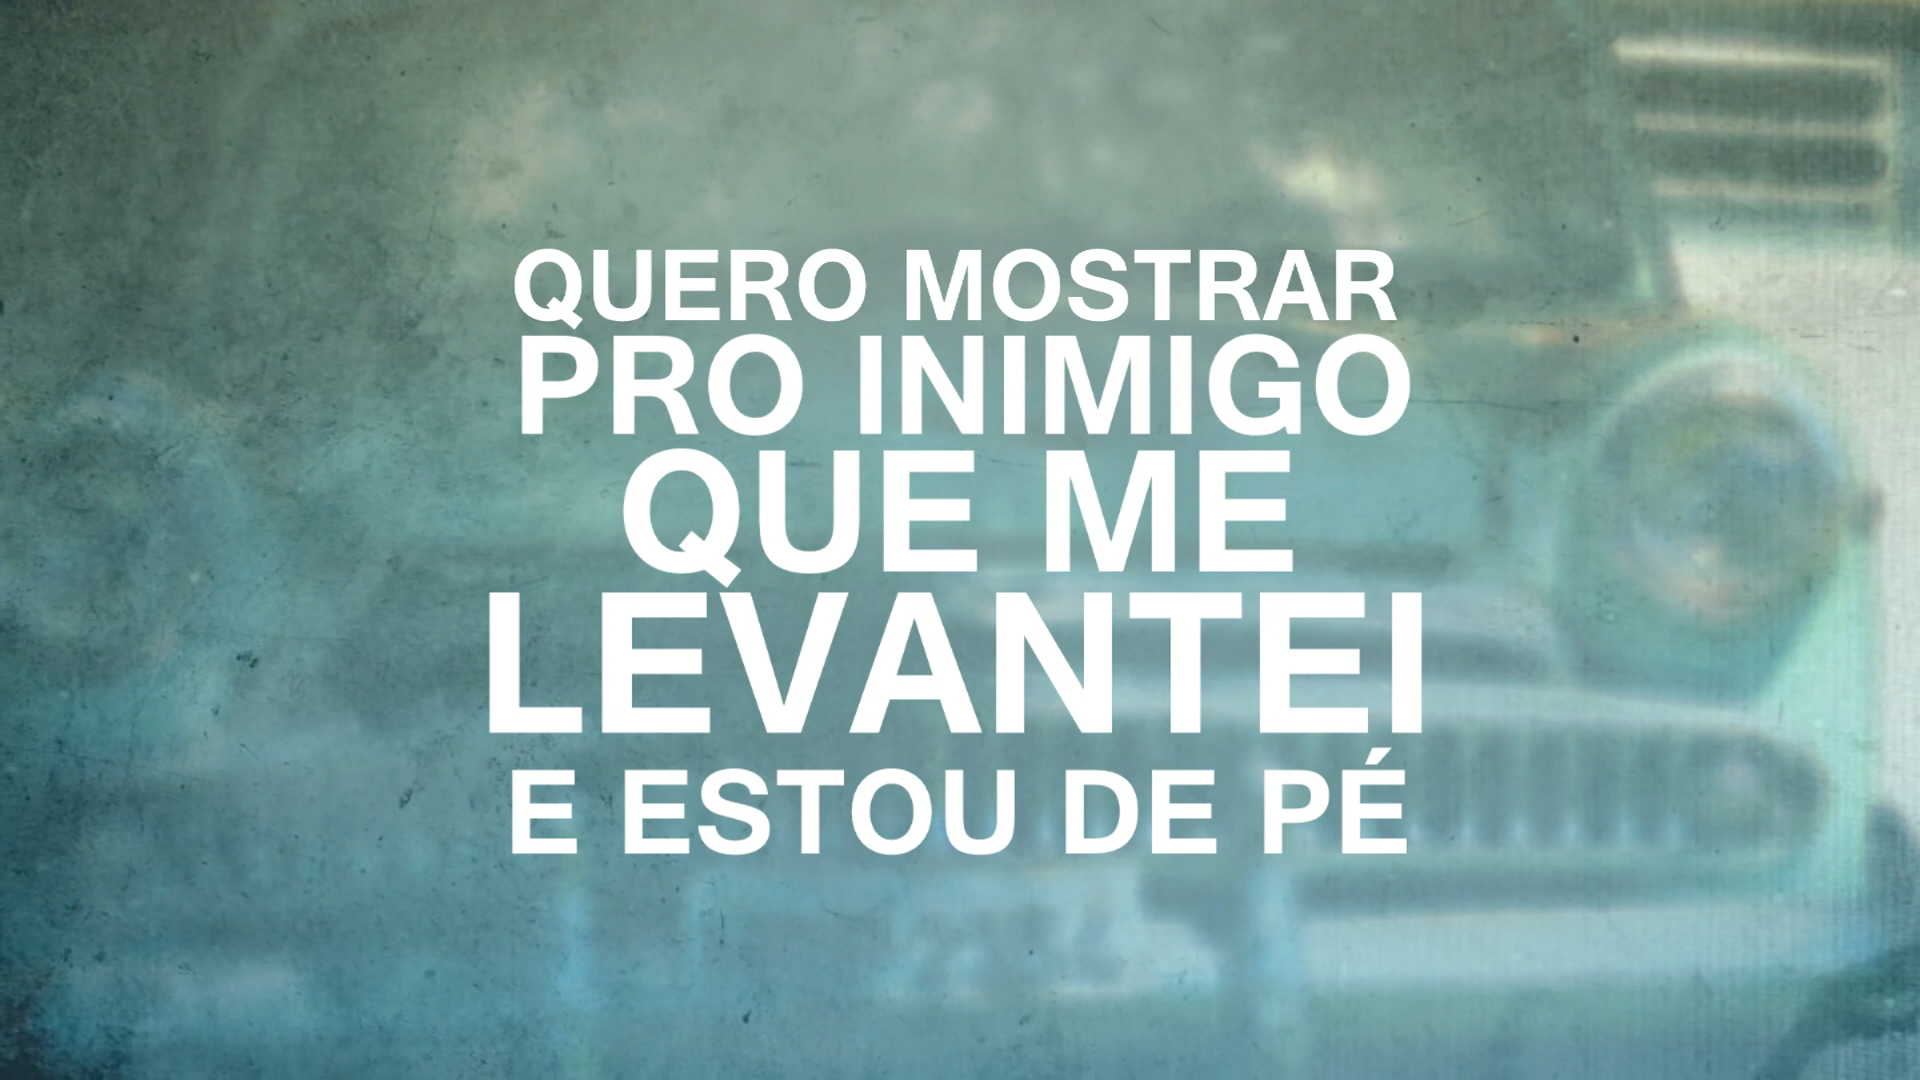 QUERO MOSTRAR
PRO INIMIGO
QUE ME
LEVANTEI
E ESTOU DE PÉ